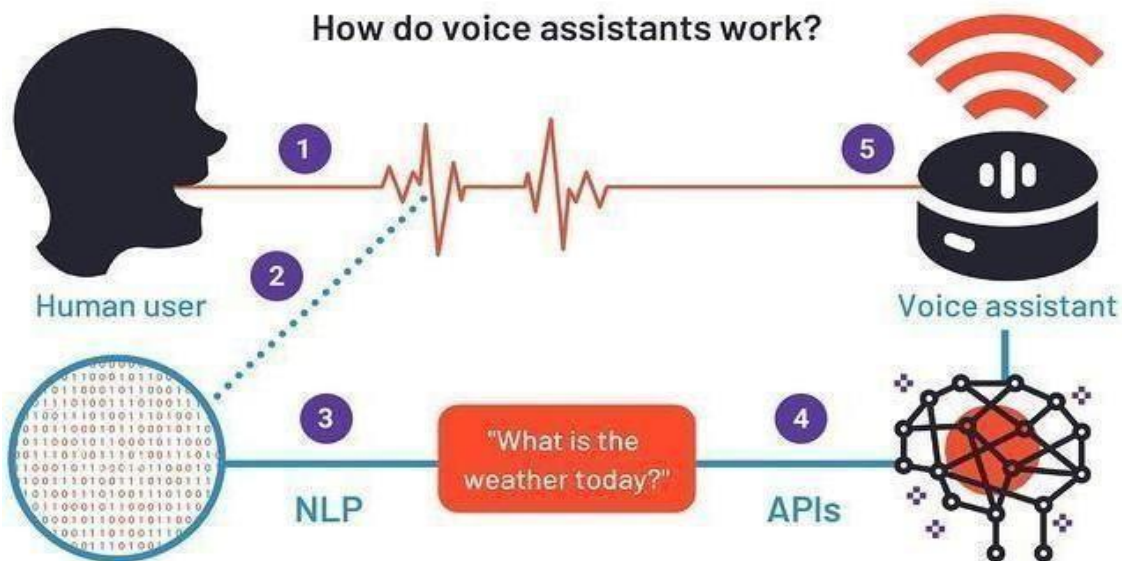 How do voice assistants work?
1
5
2
Human user
Voice assistant
3
"What is the
weather today?"
4
NLP
APIs